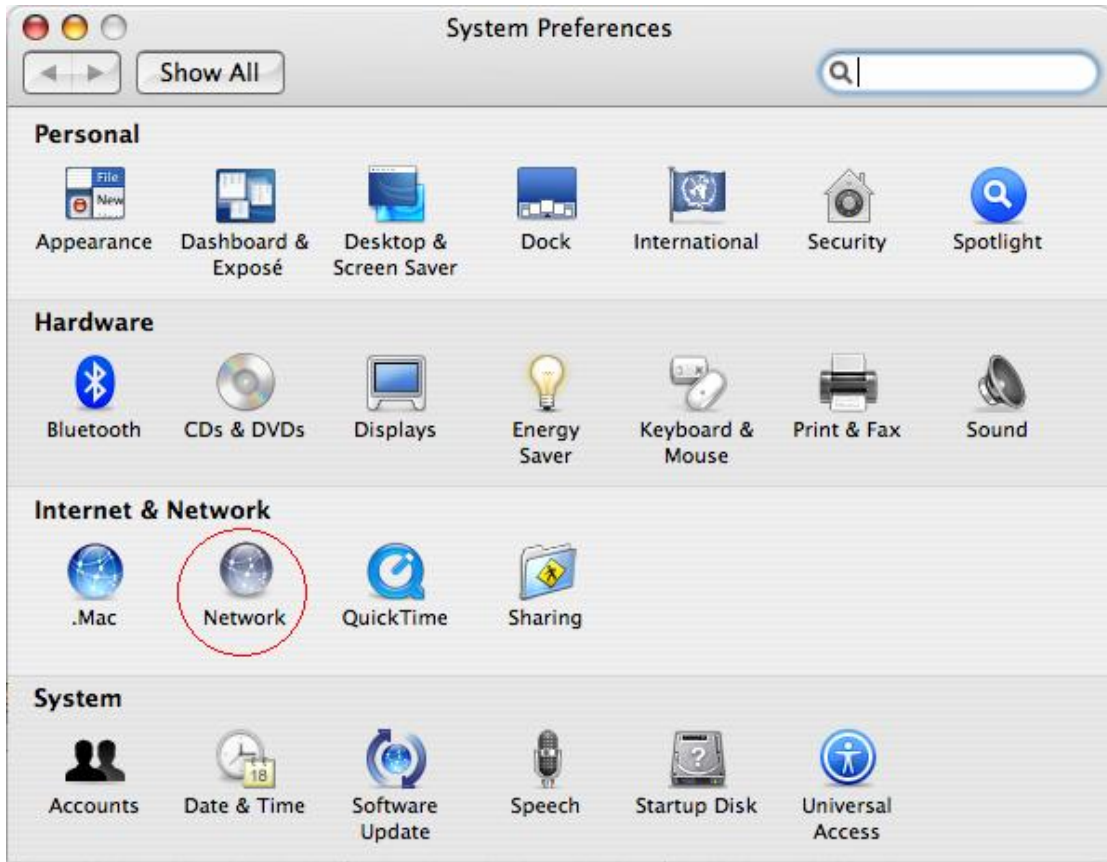 System Preferences
Show All
Personal
File
New
Appearance
Dashboard &
Exposé
Desktop &
Screen Saver
Dock
International
Security
Spotlight
Hardware
Bluetooth
CDs & DVDs
Displays
Energy
Saver
Keyboard &
Mouse
Print & Fax
Sound
Internet & Network
.Mac
Network
QuickTime
Sharing
System
18
?
Accounts
Date & Time
Software
Update
Speech
Startup Disk
Universal
Access